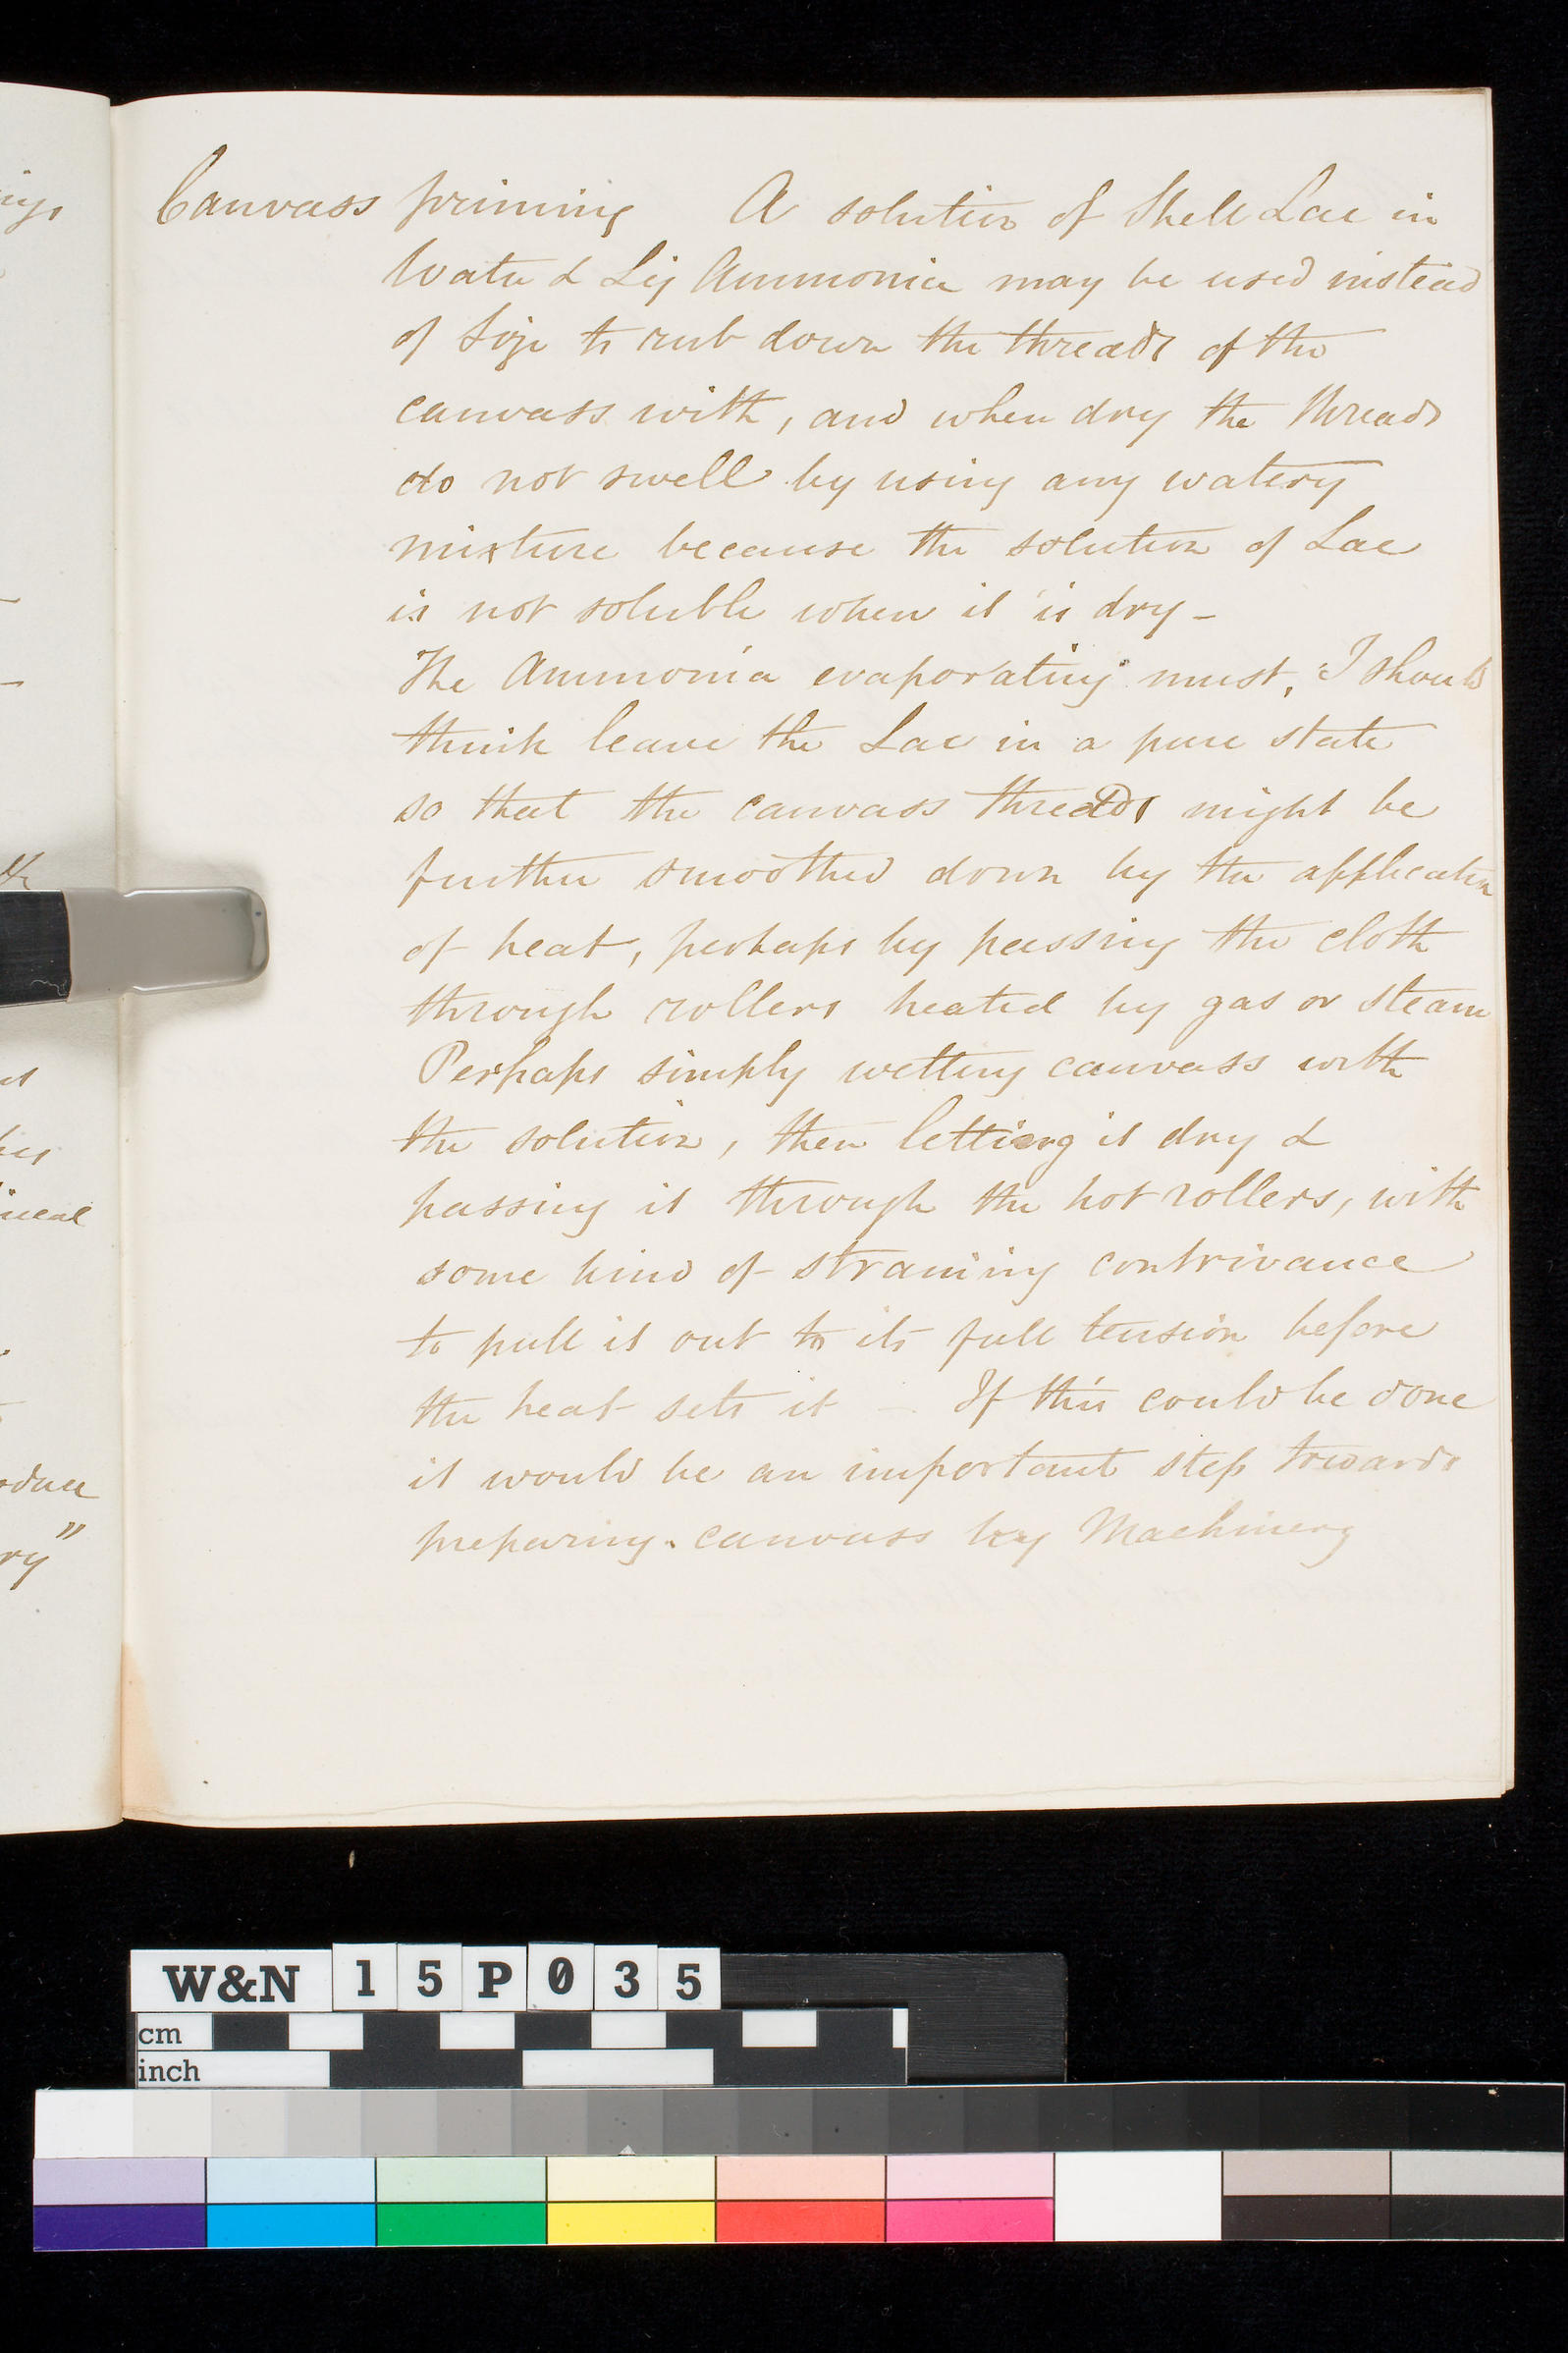 Canvass priming A solution of Shell Lac in
Water & Liq Ammonia may be used instead
of Size to rub down the threads of the
canvass with, and when dry the threads
do not swell by using any watery
mixture because the solution of Lac
is not soluble when it is dry -
The Ammonia evaporating must, I should
think leave the Lac in a pure state
so that the canvass threads might be
further smoothed down by the application
of heat, perhaps by passing the cloth
through rollers heated by gas or steam
Perhaps simply wetting canvass with
the solution, then letting it dry &
passing it through the hot rollers, with
some kind of straining contrivance
to pull it out to its full tension before
the heat sets it - If this could be done
it would be an important step towards
preparing canvass by Machinery
W&N 15P035
cm
inch